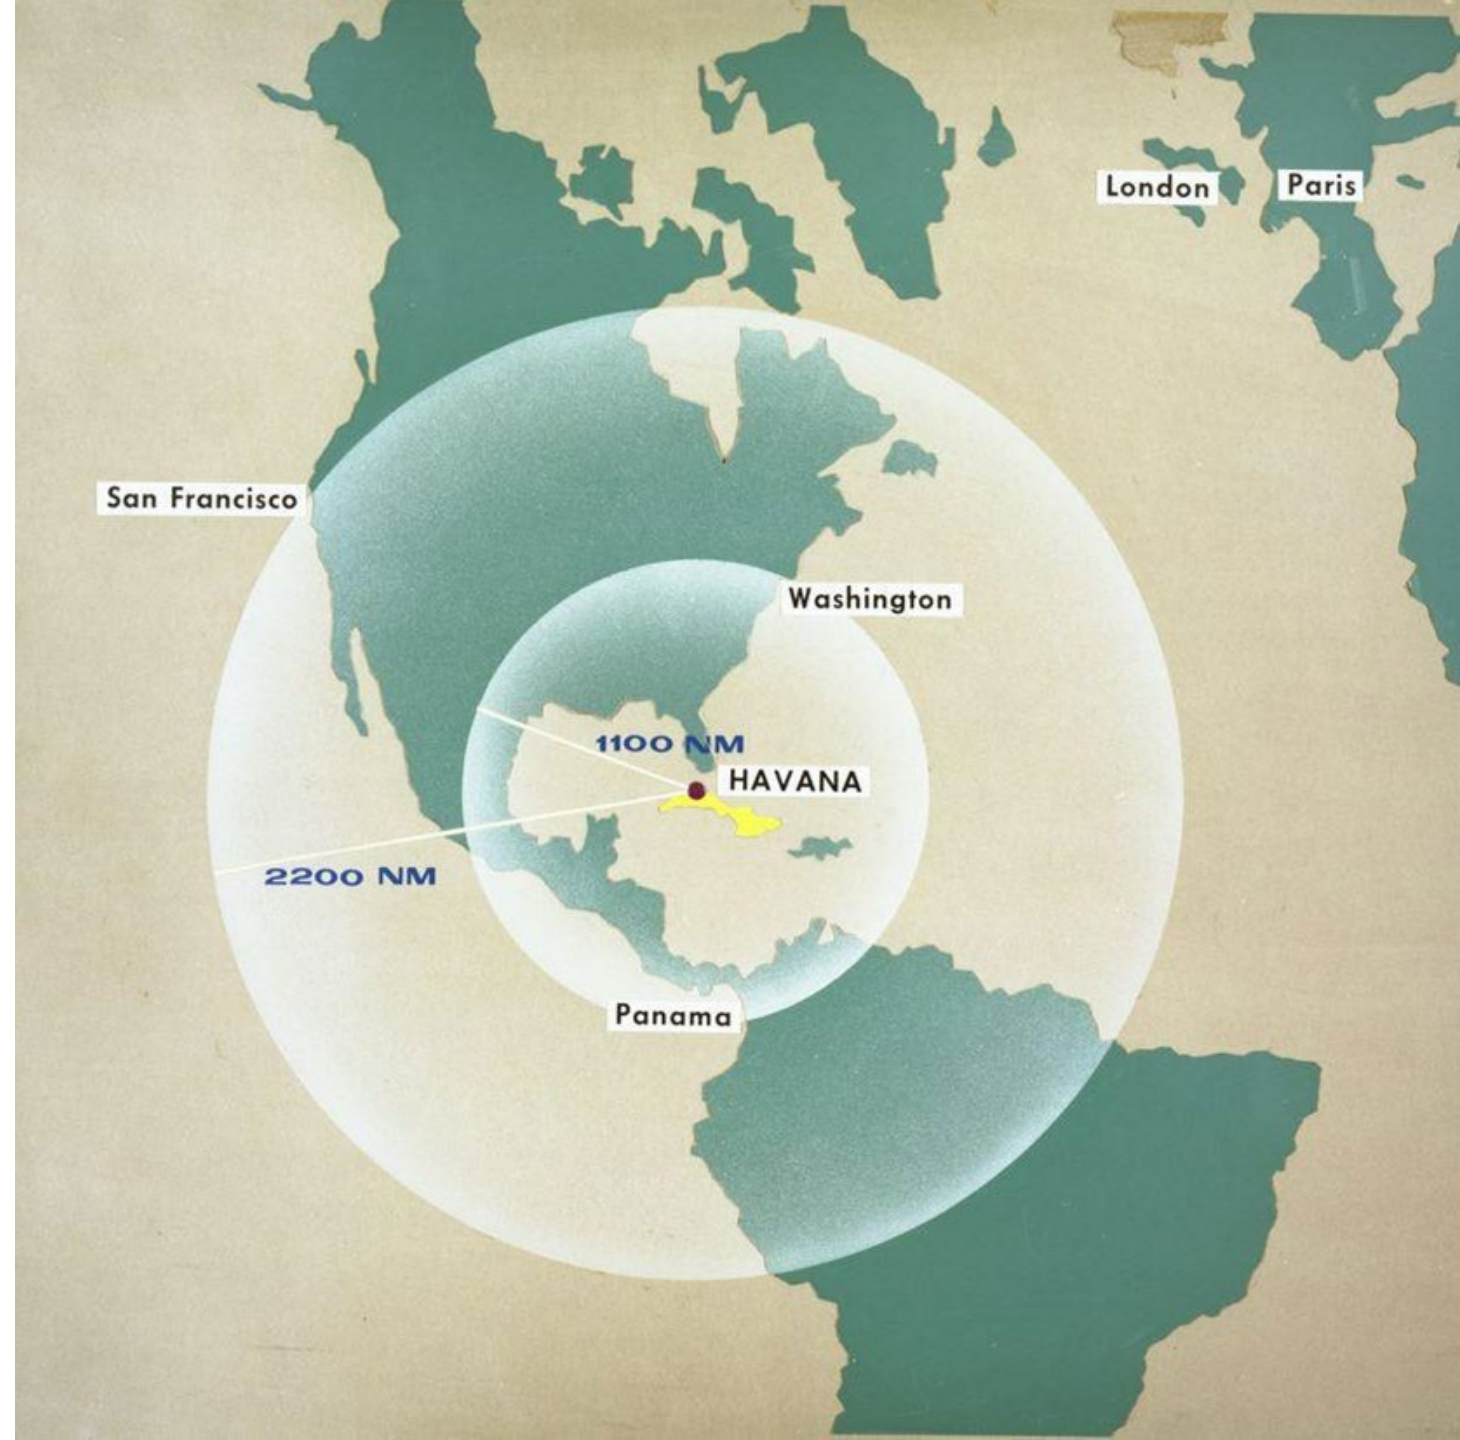 London
Paris
San Francisco
Washington
1100 NM
HAVANA
2200 NM
Panama